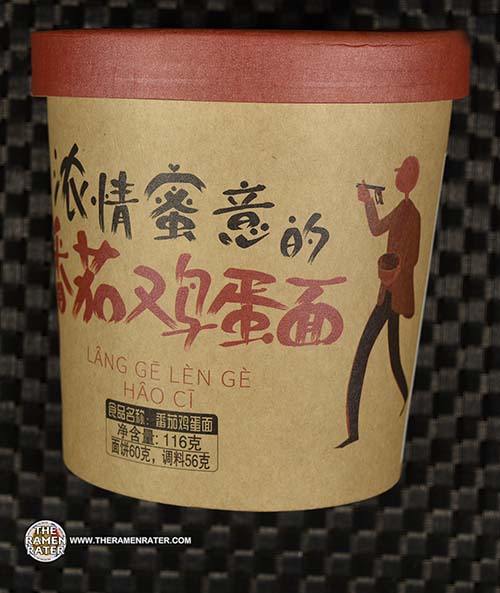 浓情蜜意的
番茄鸡蛋面
LÂNG GĒ LÈN GÈ
HÂO CĪ
食品名称：番茄鸡蛋面
净含量：116克
面饼60克，调料56克
THE
RAMEN
RATER
WWW.THERAMENRATER.COM